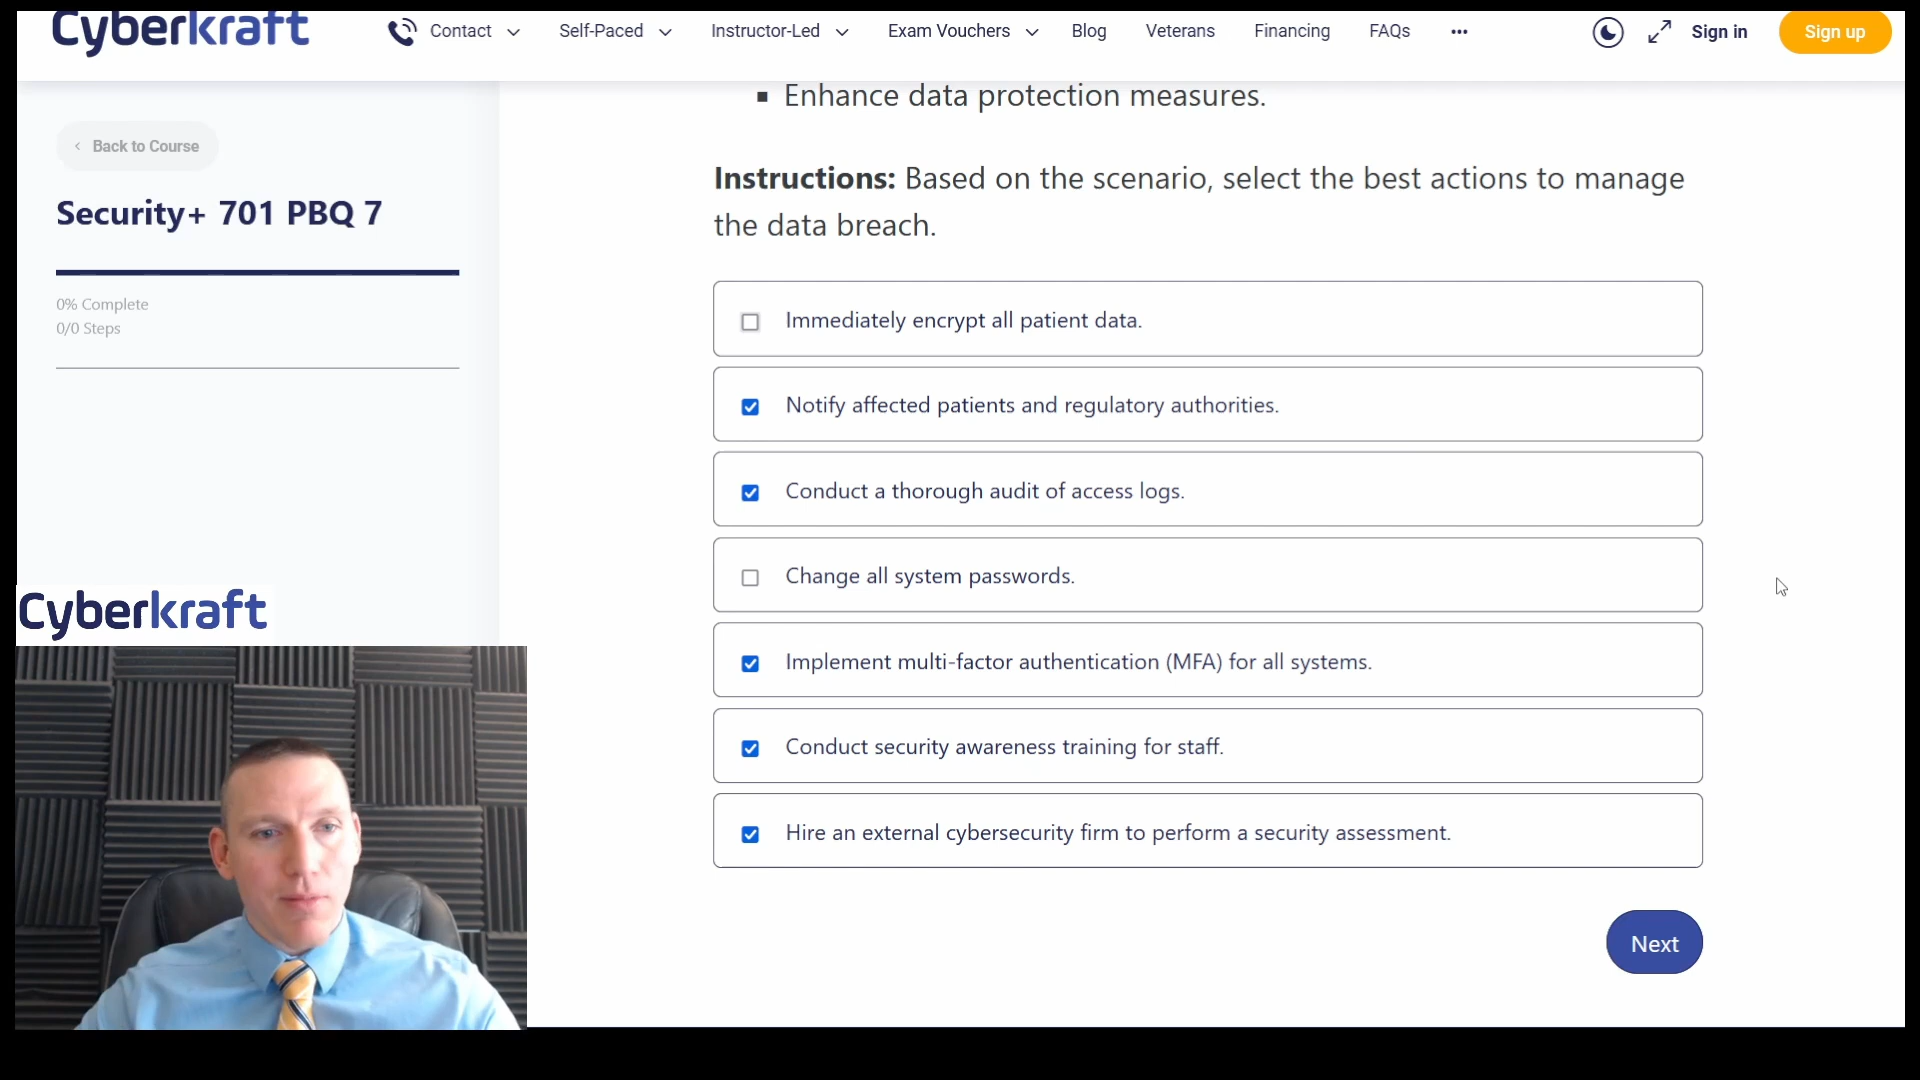 Cyberkraft
Contact Self-Paced Instructor-Led Exam Vouchers Blog Veterans Financing FAQs ••• Sign in Sign up
Back to Course
Security+ 701 PBQ 7
0% Complete
0/0 Steps
Enhance data protection measures.
Instructions: Based on the scenario, select the best actions to manage
the data breach.
Immediately encrypt all patient data.
Notify affected patients and regulatory authorities.
Conduct a thorough audit of access logs.
Change all system passwords.
Implement multi-factor authentication (MFA) for all systems.
Conduct security awareness training for staff.
Hire an external cybersecurity firm to perform a security assessment.
Next
Cyberkraft